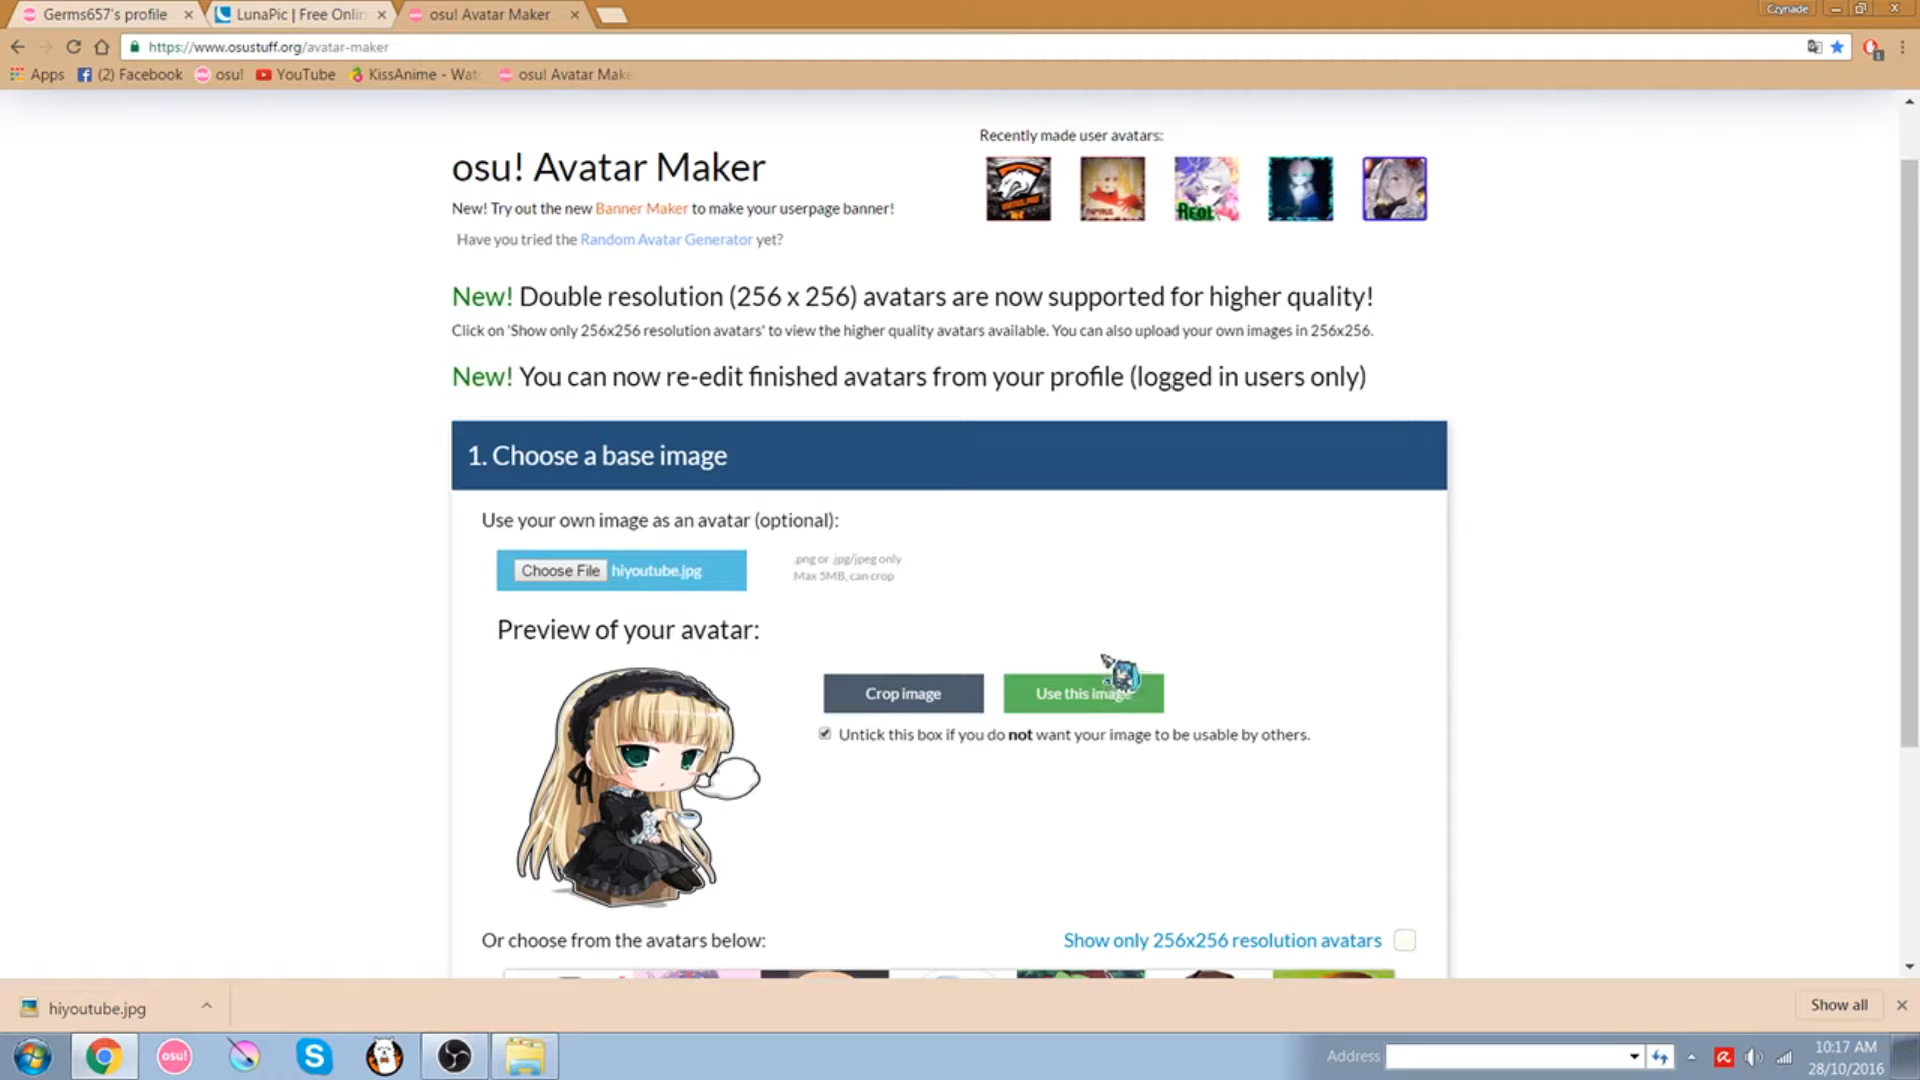 Germs657's profile
LunaPic | Free Onlin
osu! Avatar Maker
Czynade
https://www.osustuff.org/avatar-maker
Apps
(2) Facebook
osu!
YouTube
KissAnime - Wat
osu! Avatar Make
Recently made user avatars:
osu! Avatar Maker
New! Try out the new Banner Maker to make your userpage banner!
Have you tried the Random Avatar Generator yet?
REOL
New! Double resolution (256 x 256) avatars are now supported for higher quality!
Click on 'Show only 256x256 resolution avatars' to view the higher quality avatars available. You can also upload your own images in 256x256.
New! You can now re-edit finished avatars from your profile (logged in users only)
1. Choose a base image
Use your own image as an avatar (optional):
Choose File hiyoutube.jpg
.png or .jpg/jpeg only
Max 5MB, can crop
Preview of your avatar:
Crop image
Use this image
Untick this box if you do not want your image to be usable by others.
Or choose from the avatars below:
Show only 256x256 resolution avatars
hiyoutube.jpg
Show all
osu!
Address
10:17 AM
28/10/2016